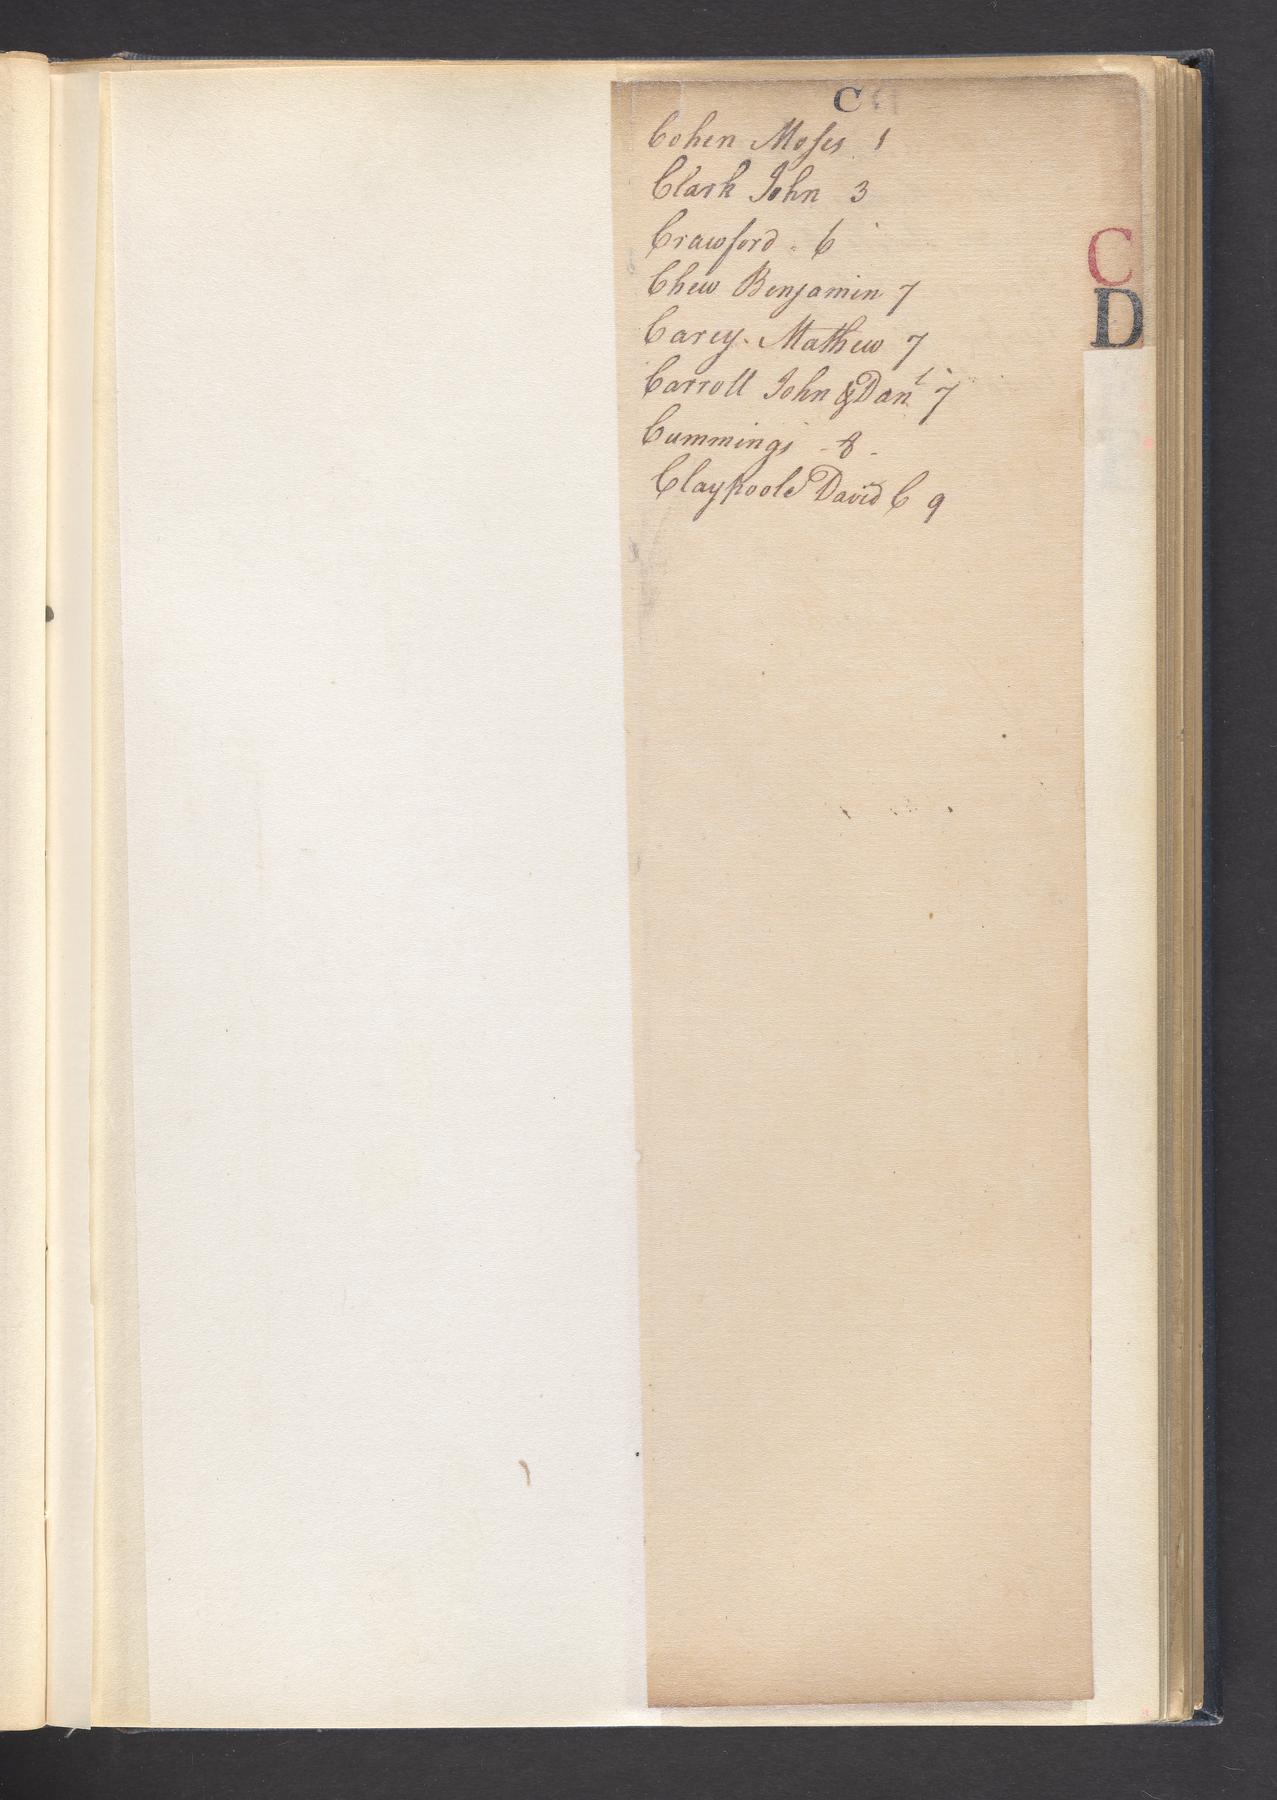 C
Cohen Moses 1
Clark John 3
Crawford - 6
Chew Benjamin 7
Carey. Mathew 7
Carroll John & Danl 7
Cummings - 8 -
Claypoole David C 9
C
D